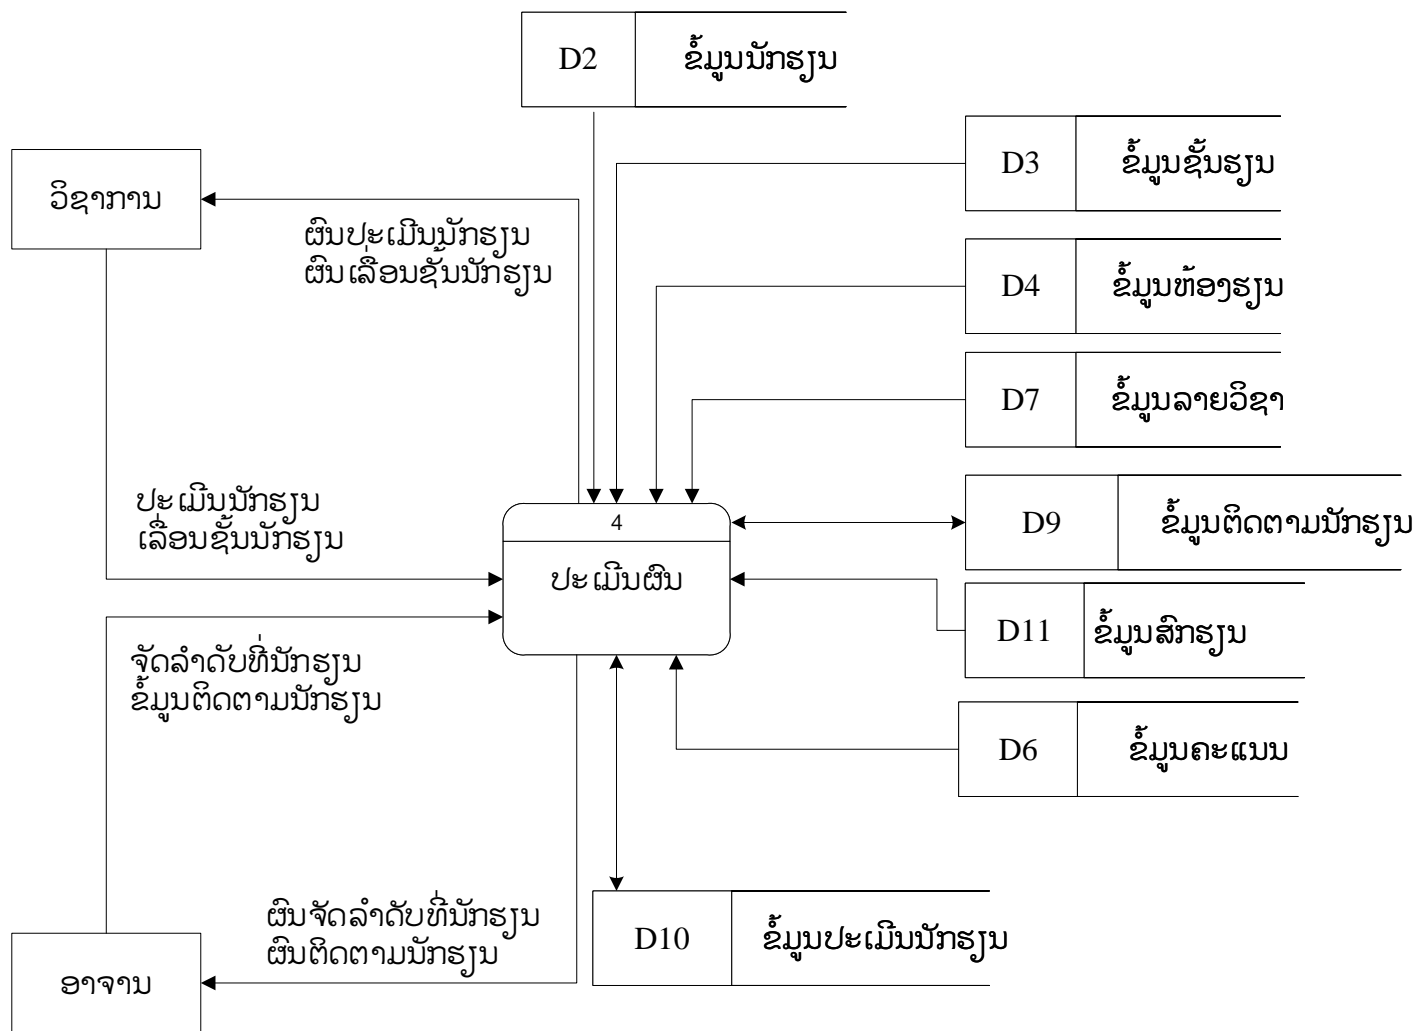 D2
ຂໍ້ມູນນັກຮຽນ
D3
ຂໍ້ມູນຊັ້ນຮຽນ
ວິຊາການ
ຜົນປະເມີນນັກຮຽນ
ຜົນເລື່ອນຊັ້ນນັກຮຽນ
D4
ຂໍ້ມູນຫ້ອງຮຽນ
D7
ຂໍ້ມູນລາຍວິຊາ
ປະເມີນນັກຮຽນ
ເລື່ອນຊັ້ນນັກຮຽນ
4
ປະເມີນຜົນ
D9
ຂໍ້ມູນຕິດຕາມນັກຮຽນ
D11
ຂໍ້ມູນສົກຮຽນ
ຈັດລຳດັບທີ່ນັກຮຽນ
ຂໍ້ມູນຕິດຕາມນັກຮຽນ
D6
ຂໍ້ມູນຄະແນນ
ຜົນຈັດລຳດັບທີ່ນັກຮຽນ
ຜົນຕິດຕາມນັກຮຽນ
D10
ຂໍ້ມູນປະເມີນນັກຮຽນ
ອາຈານ